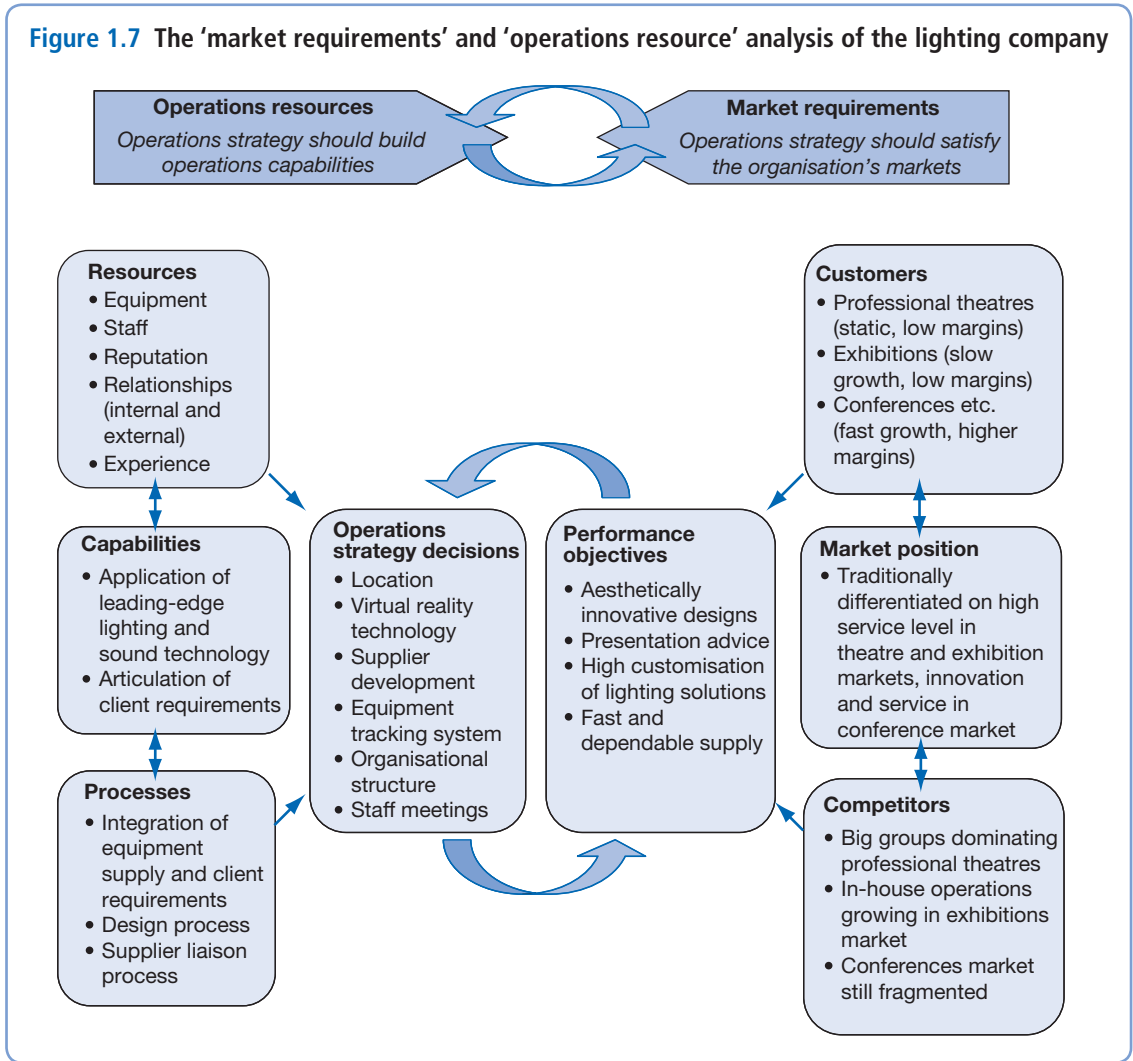 Figure 1.7 The ‘market requirements’ and ‘operations resource’ analysis of the lighting company
Operations resources
Operations strategy should build
operations capabilities
Market requirements
Operations strategy should satisfy
the organisation’s markets
Resources
• Equipment
• Staff
• Reputation
• Relationships
(internal and
external)
• Experience
Capabilities
• Application of
leading-edge
lighting and
sound technology
• Articulation of
client requirements
Processes
• Integration of
equipment
supply and client
requirements
• Design process
• Supplier liaison
process
Operations
strategy decisions
• Location
• Virtual reality
technology
• Supplier
development
• Equipment
tracking system
• Organisational
structure
• Staff meetings
Performance
objectives
• Aesthetically
innovative designs
• Presentation advice
• High customisation
of lighting solutions
• Fast and
dependable supply
Customers
• Professional theatres
(static, low margins)
• Exhibitions (slow
growth, low margins)
• Conferences etc.
(fast growth, higher
margins)
Market position
• Traditionally
differentiated on high
service level in
theatre and exhibition
markets, innovation
and service in
conference market
Competitors
• Big groups dominating
professional theatres
• In-house operations
growing in exhibitions
market
• Conferences market
still fragmented